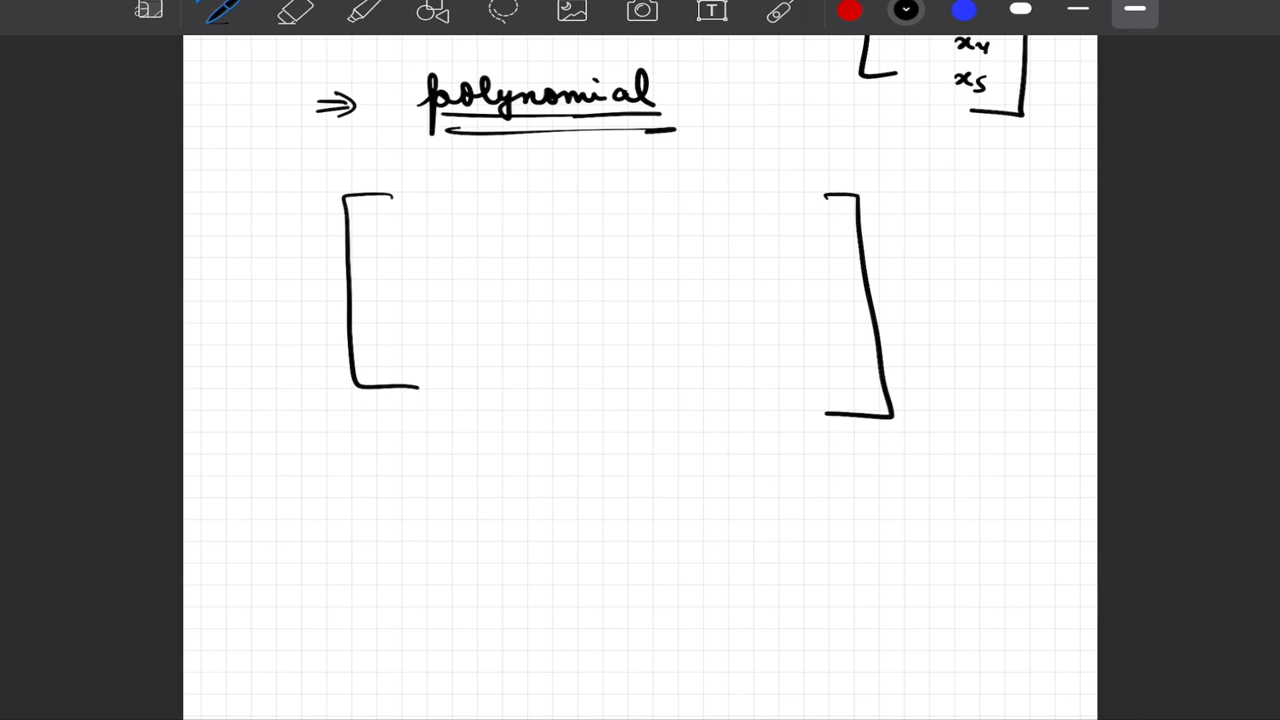 x₄
x₅
⇒ polynomial